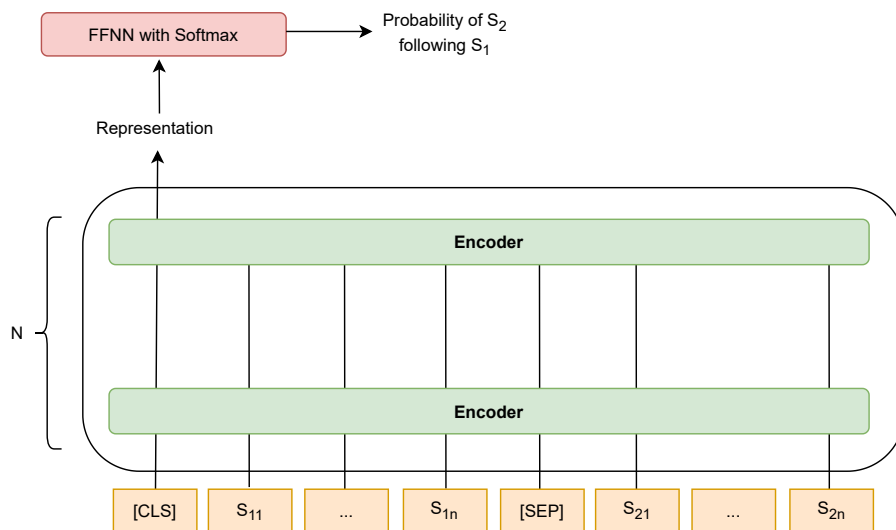 FFNN with Softmax
Probability of S2
following S1
Representation
Encoder
N
Encoder
[CLS] S11 ... S1n [SEP] S21 ... S2n